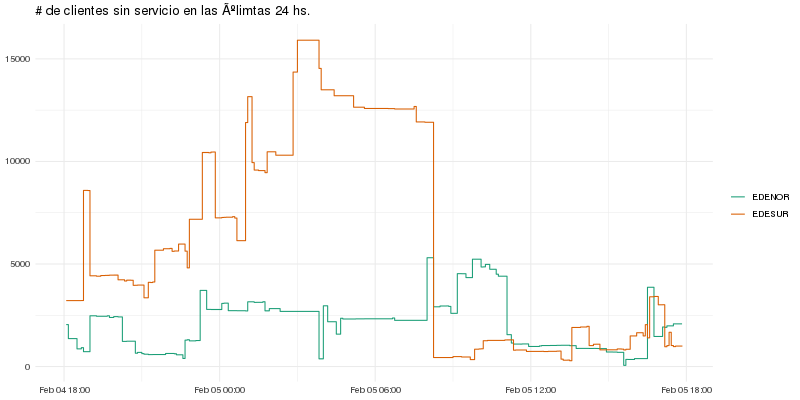 # de clientes sin servicio en las Ãºlimtas 24 hs.
15000
10000
5000
0
Feb 04 18:00
Feb 05 00:00
Feb 05 06:00
Feb 05 12:00
Feb 05 18:00
EDENOR
EDESUR